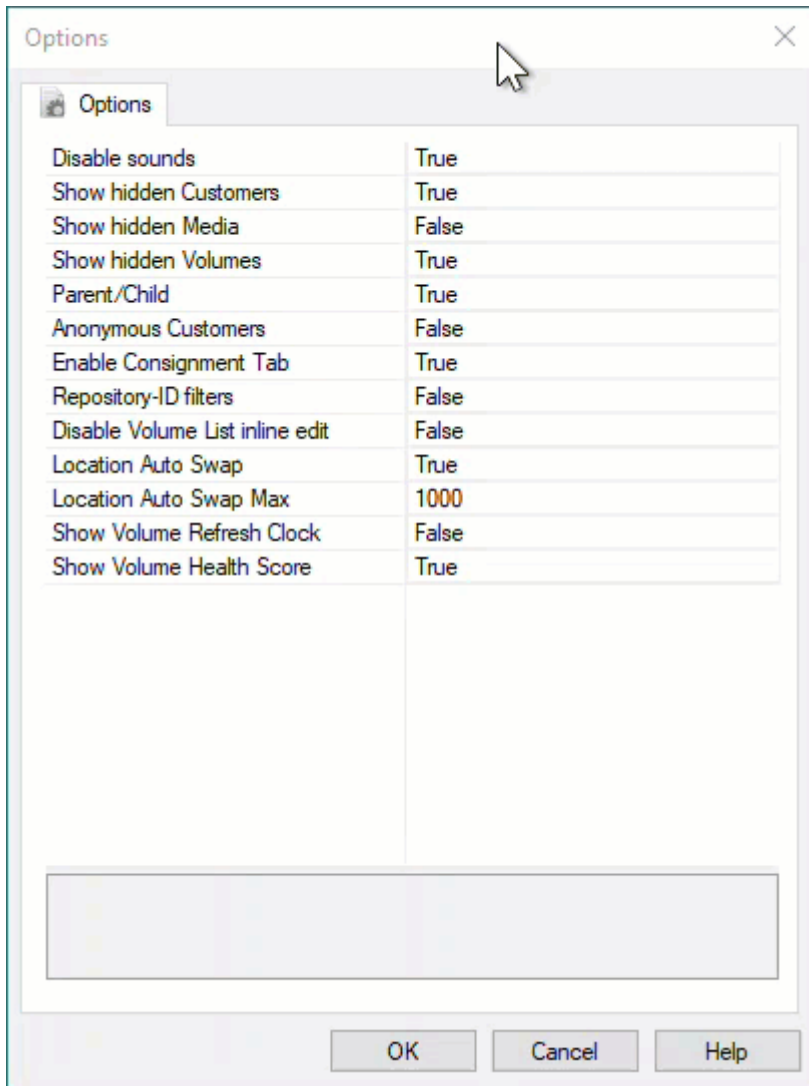 Options
Options
Disable sounds True
Show hidden Customers True
Show hidden Media False
Show hidden Volumes True
Parent/Child True
Anonymous Customers False
Enable Consignment Tab True
Repository-ID filters False
Disable Volume List inline edit False
Location Auto Swap True
Location Auto Swap Max 1000
Show Volume Refresh Clock False
Show Volume Health Score True
OK Cancel Help